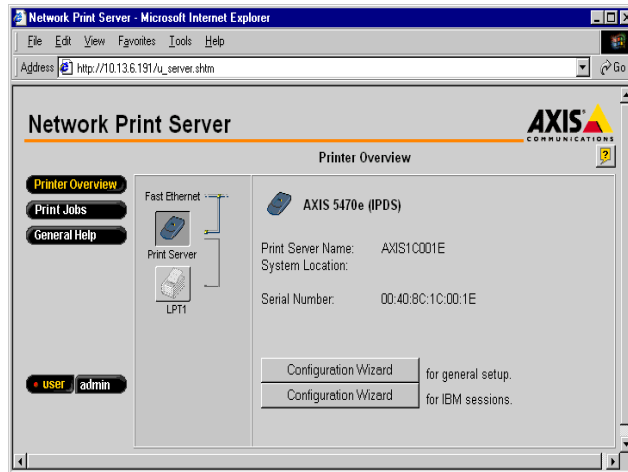 Network Print Server - Microsoft Internet Explorer
File Edit View Favorites Tools Help
Address http://10.13.6.191/u_server.shtm Go
Network Print Server
AXIS
COMMUNICATIONS
Printer Overview
?
Printer Overview
Print Jobs
General Help
Fast Ethernet
Print Server
LPT1
AXIS 5470e (IPDS)
Print Server Name: AXIS1C001E
System Location:
Serial Number: 00:40:8C:1C:00:1E
Configuration Wizard for general setup.
Configuration Wizard for IBM sessions.
user admin